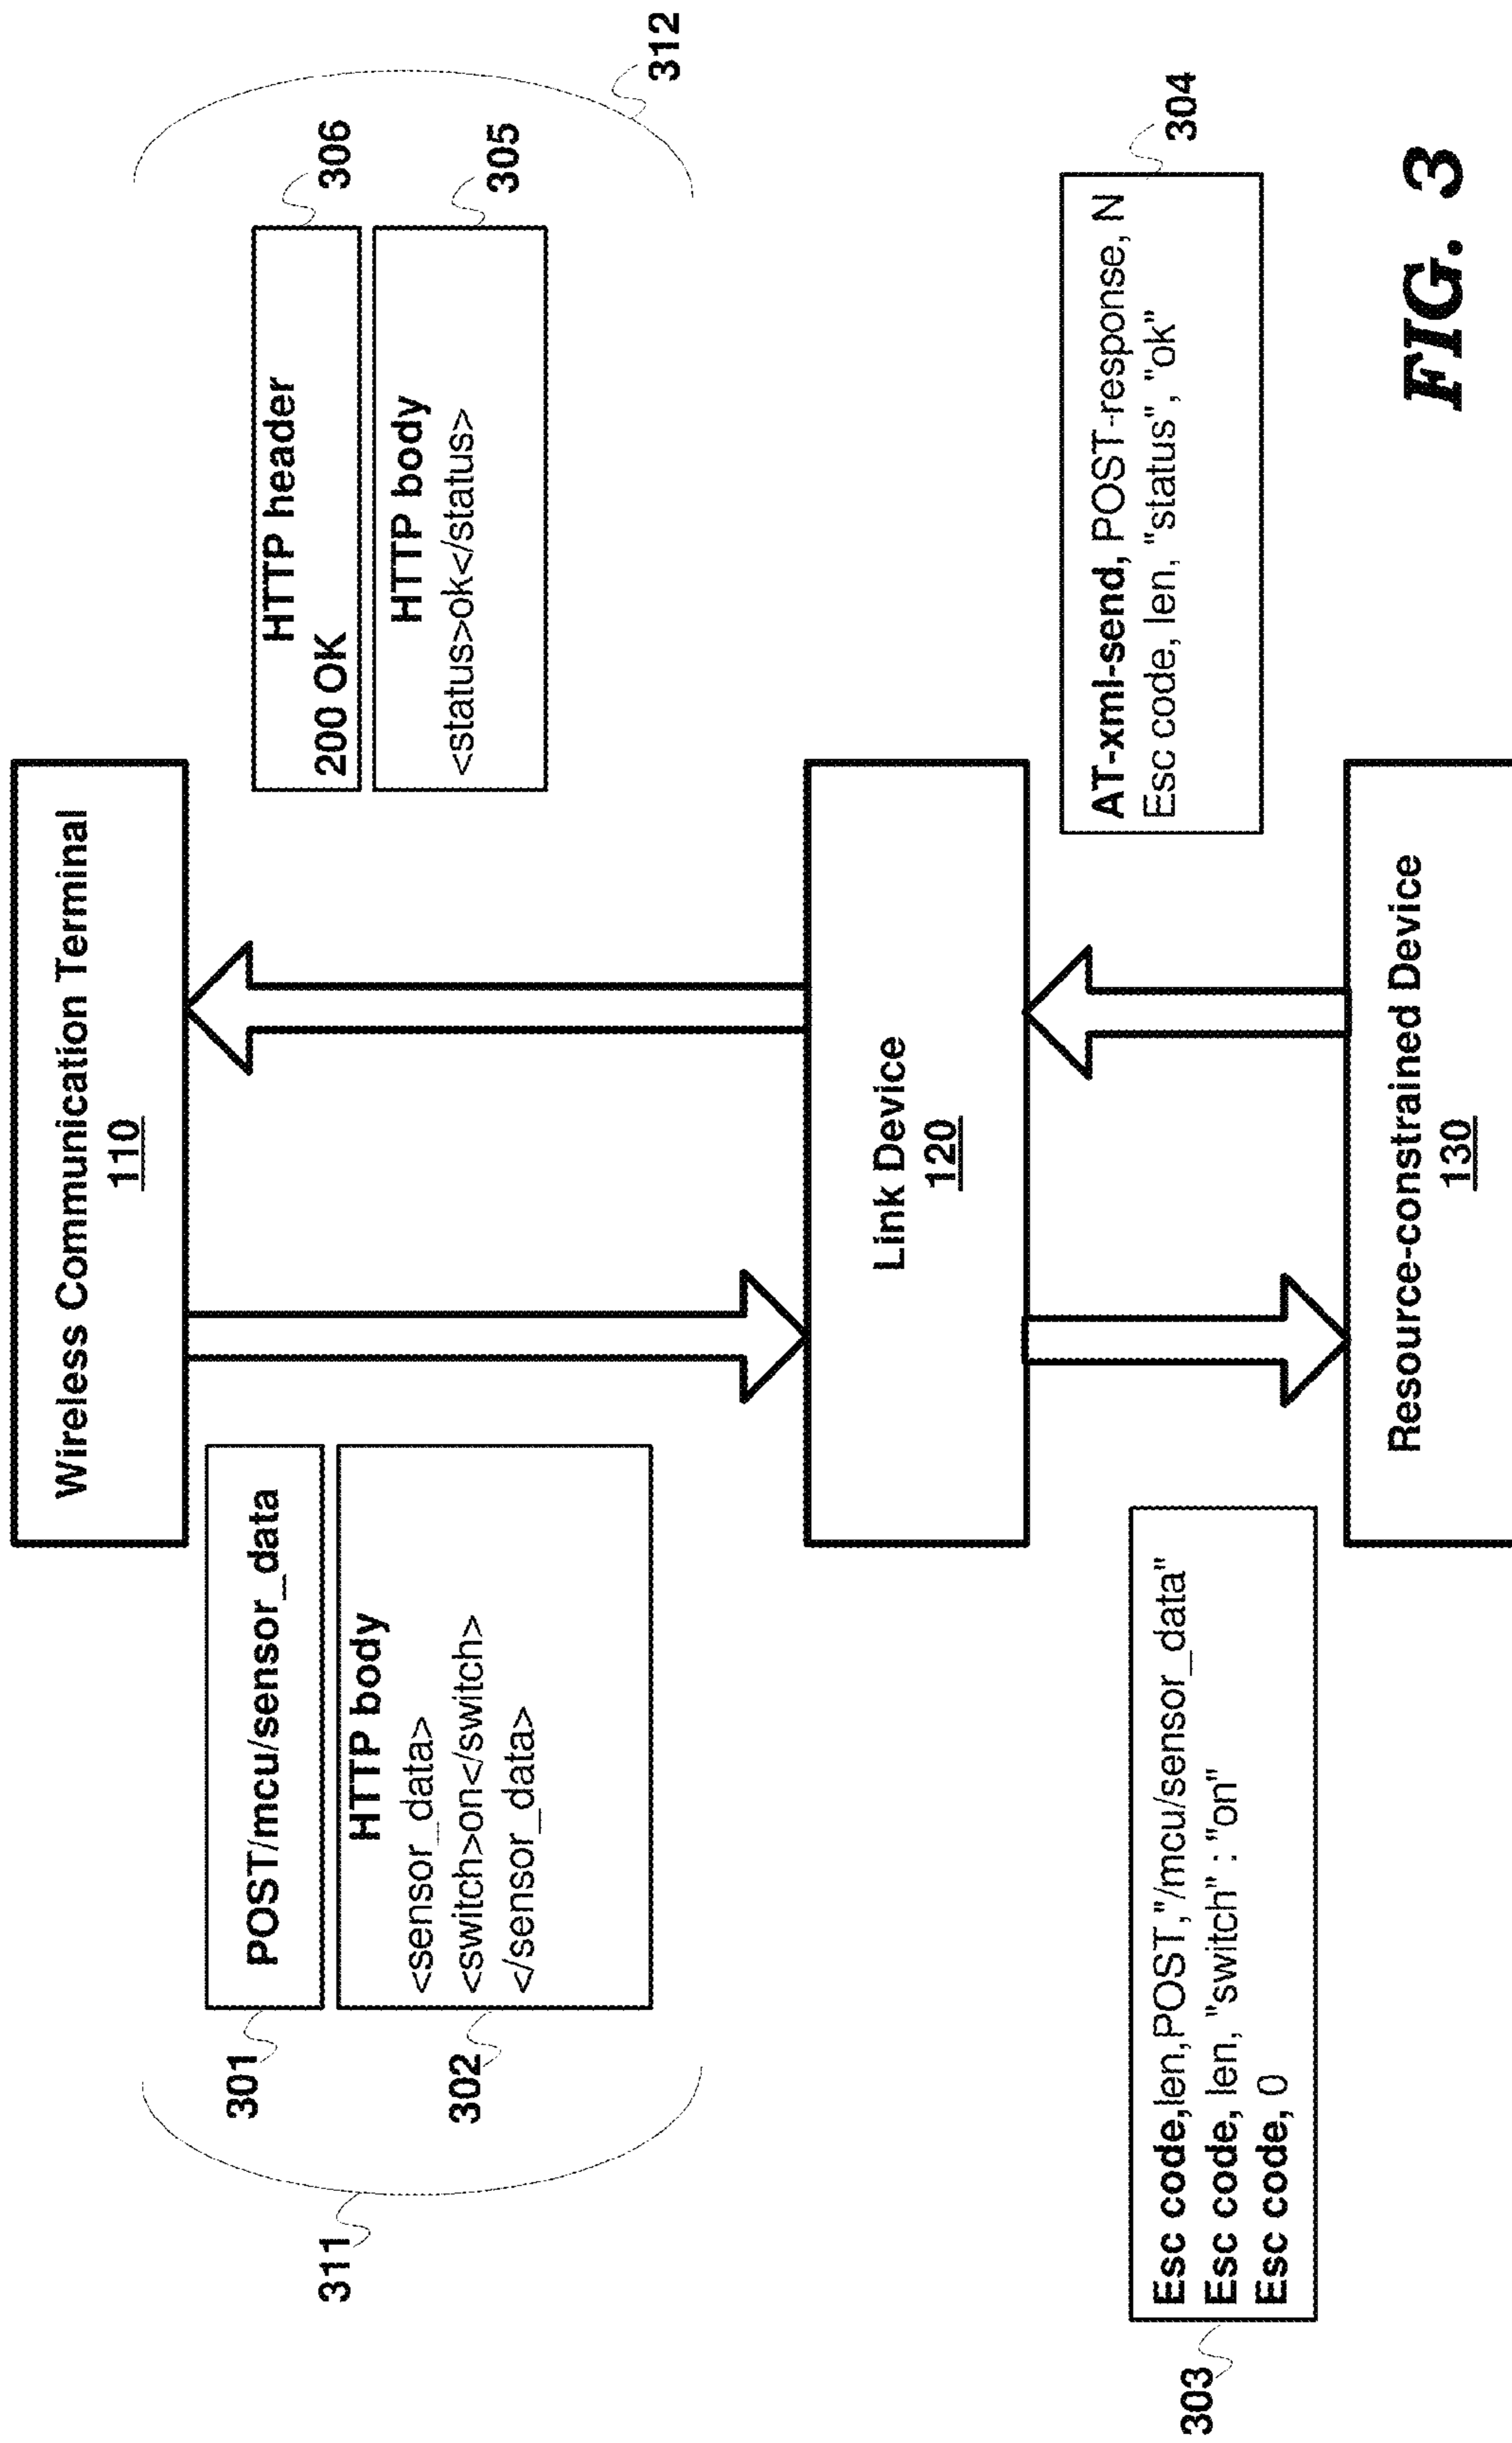 Wireless Communication Terminal
110
301
POST/mcu/sensor_data
302
HTTP body
<sensor_data>
<switch>on</switch>
</sensor_data>
311
HTTP header
200 OK
306
HTTP body
<status>ok</status>
305
312
Link Device
120
303
Esc code,len,POST,"/mcu/sensor_data"
Esc code, len, "switch" : "on"
Esc code, 0
AT-xml-send, POST-response, N
Esc code, len, "status", "ok"
304
Resource-constrained Device
130
FIG. 3